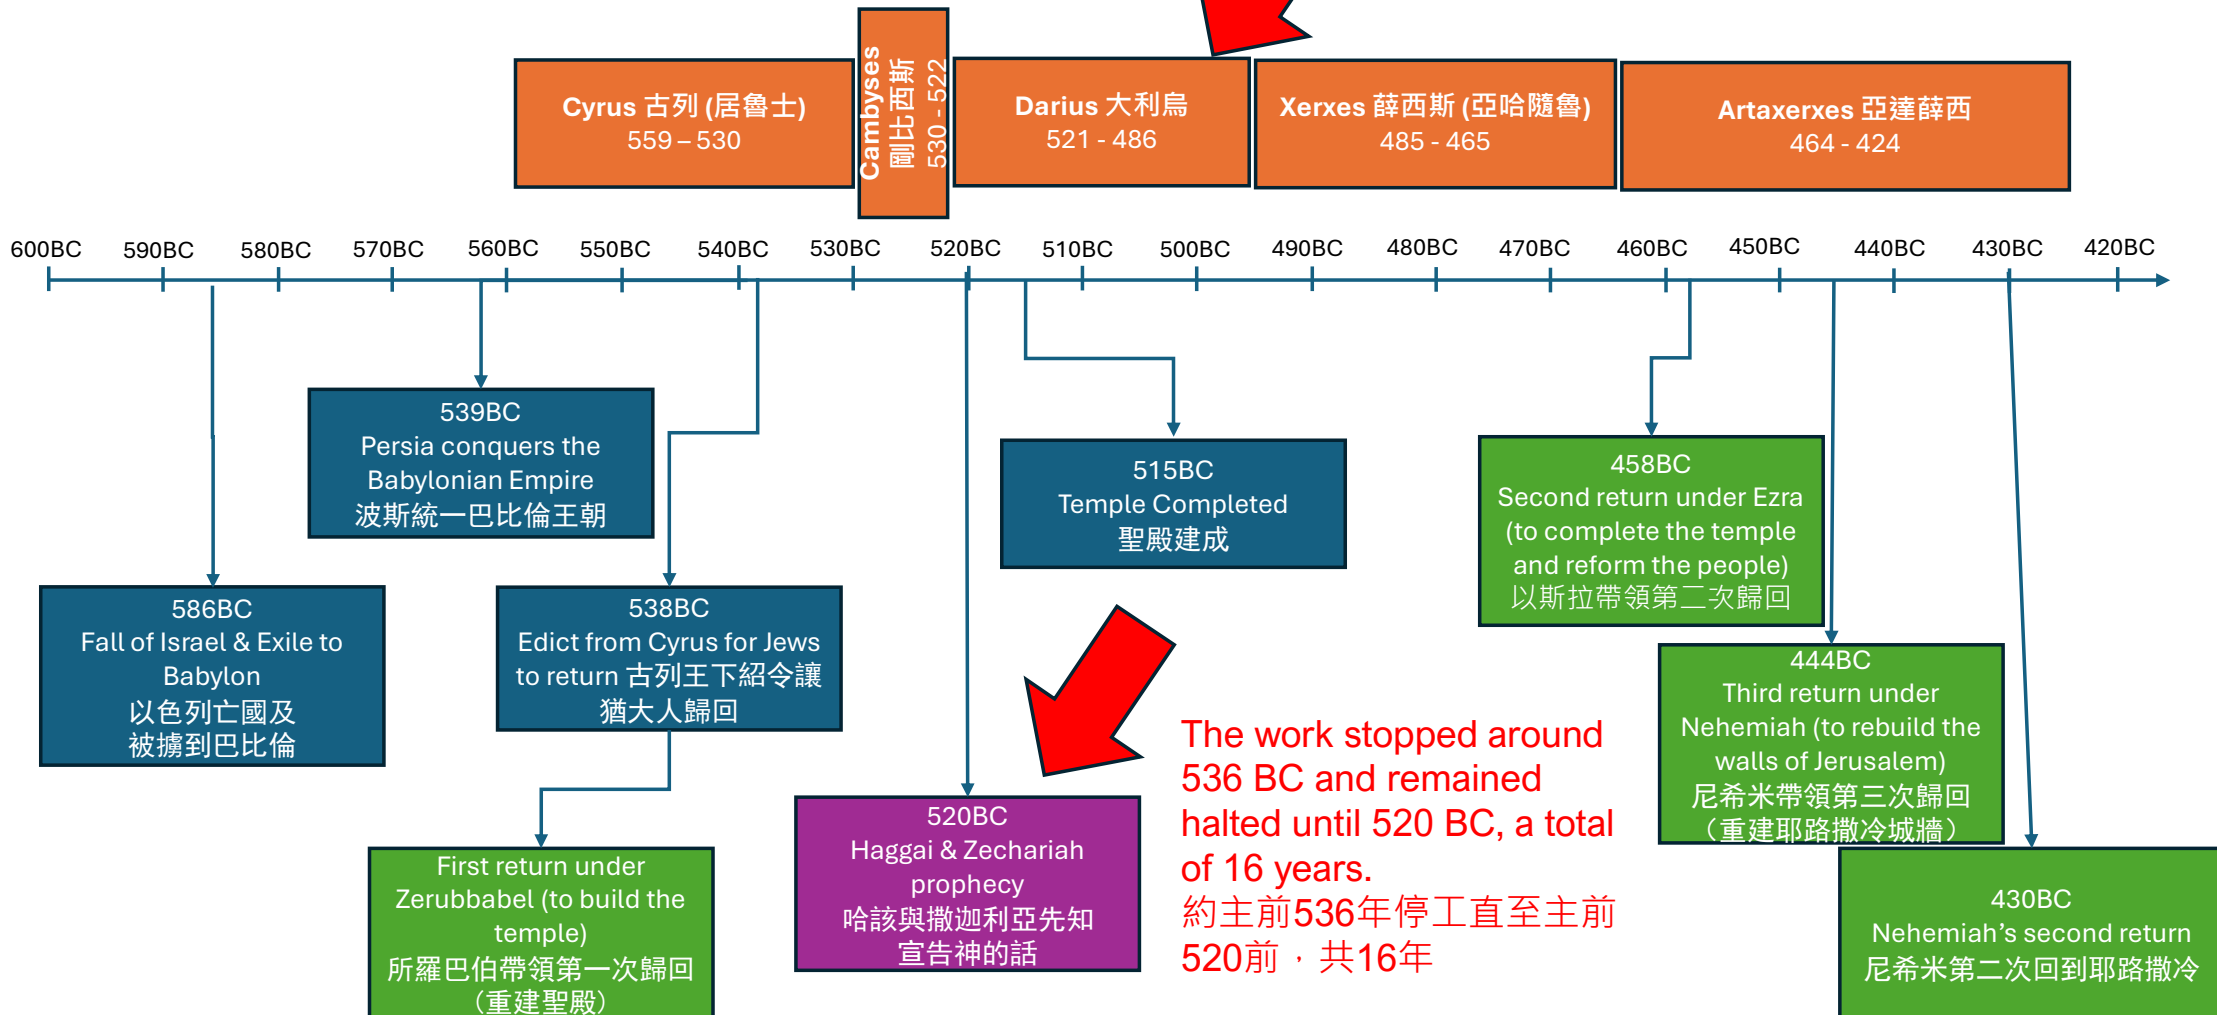 Cyrus 古列 (居魯士)
559 – 530
Cambyses
剛比西斯
530 - 522
Darius 大利烏
521 - 486
Xerxes 薛西斯 (亞哈隨魯)
485 - 465
Artaxerxes 亞達薛西
464 - 424
600BC
590BC
580BC
570BC
560BC
550BC
540BC
530BC
520BC
510BC
500BC
490BC
480BC
470BC
460BC
450BC
440BC
430BC
420BC
586BC
Fall of Israel & Exile to
Babylon
以色列亡國及
被擄到巴比倫
539BC
Persia conquers the
Babylonian Empire
波斯統一巴比倫王朝
538BC
Edict from Cyrus for Jews
to return 古列王下紹令讓
猶大人歸回
First return under
Zerubbabel (to build the
temple)
所羅巴伯帶領第一次歸回
（重建聖殿）
520BC
Haggai & Zechariah
prophecy
哈該與撒迦利亞先知
宣告神的話
515BC
Temple Completed
聖殿建成
The work stopped around
536 BC and remained
halted until 520 BC, a total
of 16 years.
約主前536年停工直至主前
520前，共16年
458BC
Second return under Ezra
(to complete the temple
and reform the people)
以斯拉帶領第二次歸回
444BC
Third return under
Nehemiah (to rebuild the
walls of Jerusalem)
尼希米帶領第三次歸回
（重建耶路撒冷城牆）
430BC
Nehemiah’s second return
尼希米第二次回到耶路撒冷